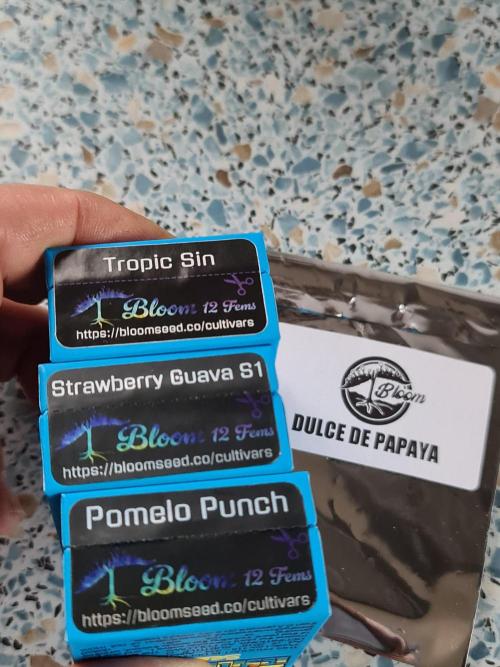 Tropic Sin
Bloom 12 Fems
https://bloomseed.co/cultivars
Strawberry Guava S1
Bloom 12 Fems
https://bloomseed.co/cultivars
Pomelo Punch
Bloom 12 Fems
https://bloomseed.co/cultivars
Bloom
DULCE DE PAPAYA